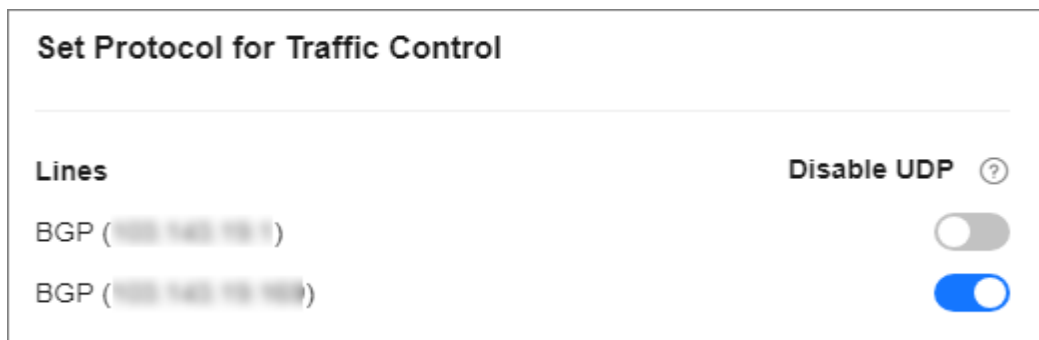 Set Protocol for Traffic Control
Lines Disable UDP ?
BGP ( )
BGP ( )